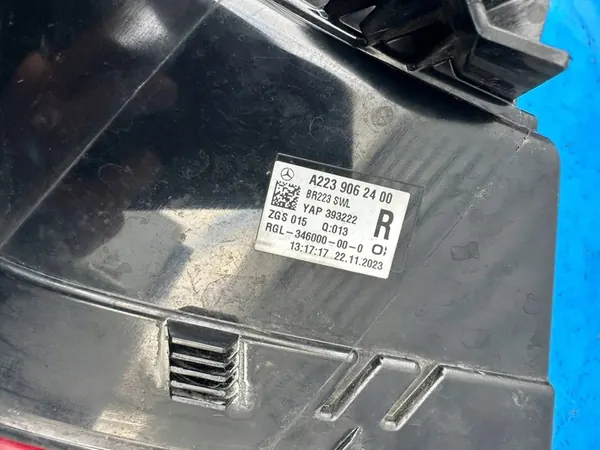 A223 906 24 00
BR223 SWL
YAP 393222
ZGS 015 Q:013
R
RGL-346000-00-0
13:17:17 22.11.2023